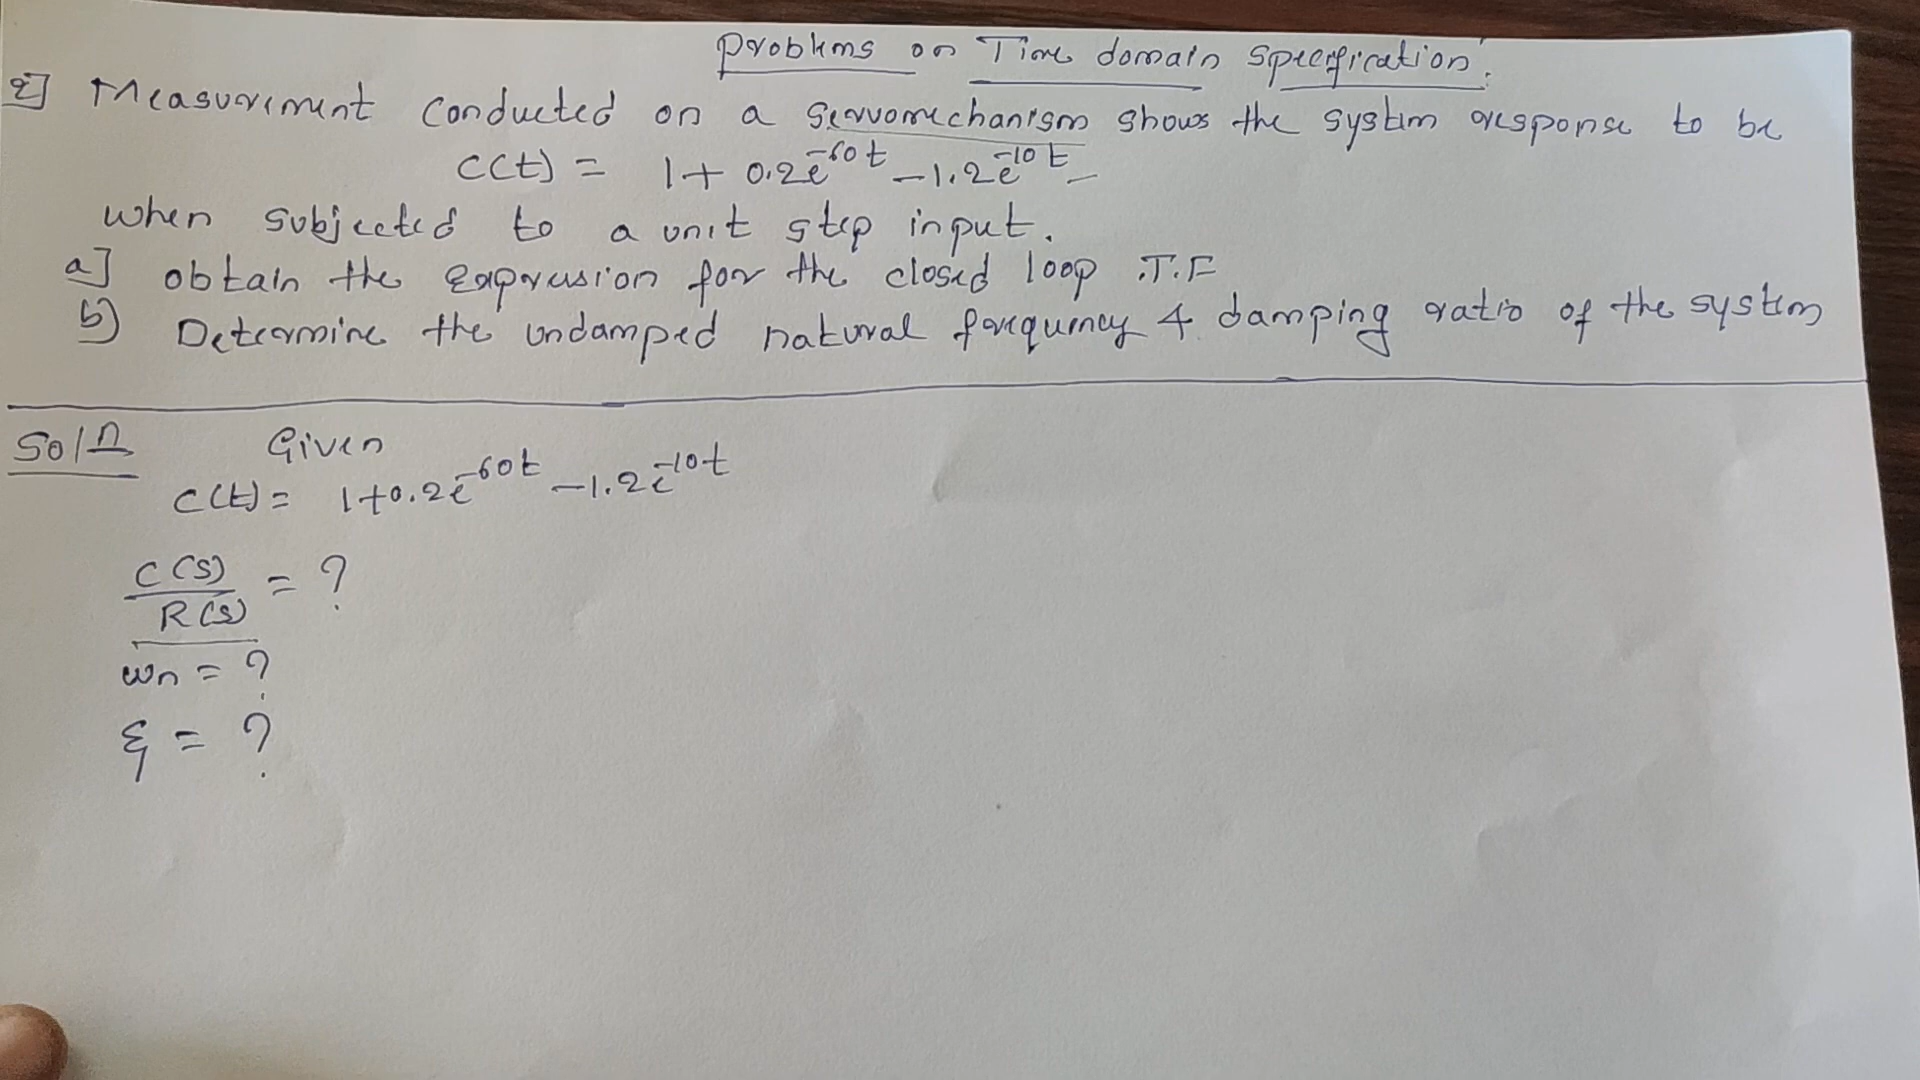 Problems on Time domain Specification.
2] Measurement conducted on a servomechanism shows the system response to be
c(t) = 1 + 0.2e^-60t - 1.2e^-10t
when subjected to a unit step input.
a] obtain the expression for the closed loop .T.F
b) Determine the undamped natural frequency & damping ratio of the system
Soln Given
c(t) = 1+0.2e^-60t - 1.2e^-10t
C(S)
R(S) = ?
ωn = ?
ξ = ?